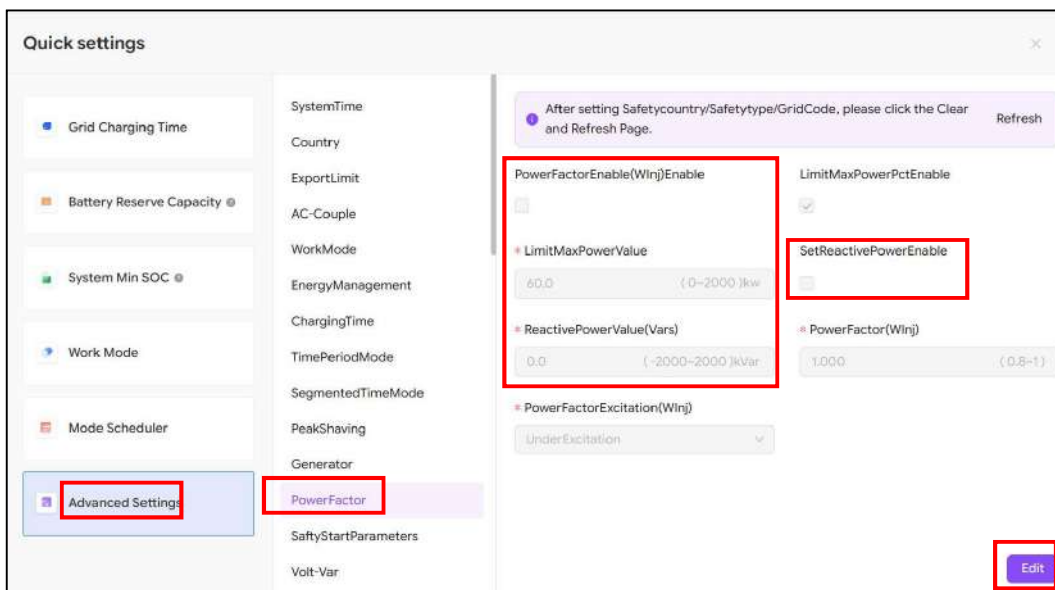 Quick settings
Grid Charging Time
Battery Reserve Capacity
System Min SOC
Work Mode
Mode Scheduler
Advanced Settings
SystemTime
Country
ExportLimit
AC-Couple
WorkMode
EnergyManagement
ChargingTime
TimePeriodMode
SegmentedTimeMode
PeakShaving
Generator
PowerFactor
SaftyStartParameters
Volt-Var
After setting Safetycountry/Safetytype/GridCode, please click the Clear
and Refresh Page.
Refresh
PowerFactorEnable(WInj)Enable
LimitMaxPowerPctEnable
* LimitMaxPowerValue
60.0 (0~2000)kw
SetReactivePowerEnable
* ReactivePowerValue(Vars)
0.0 (-2000~2000)kVar
* PowerFactor(WInj)
1.000 (0.8~1)
* PowerFactorExcitation(WInj)
UnderExcitation
Edit